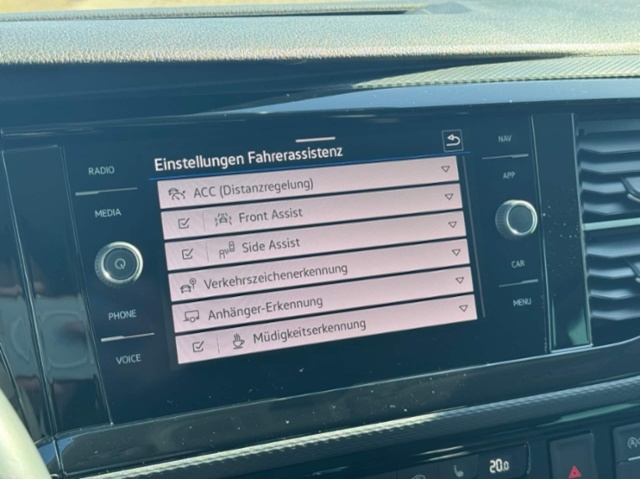 RADIO
MEDIA
PHONE
VOICE
Einstellungen Fahrerassistenz
ACC (Distanzregelung)
Front Assist
Side Assist
Verkehrszeichenerkennung
Anhänger-Erkennung
Müdigkeitserkennung
NAV
APP
CAR
MENU
20.0